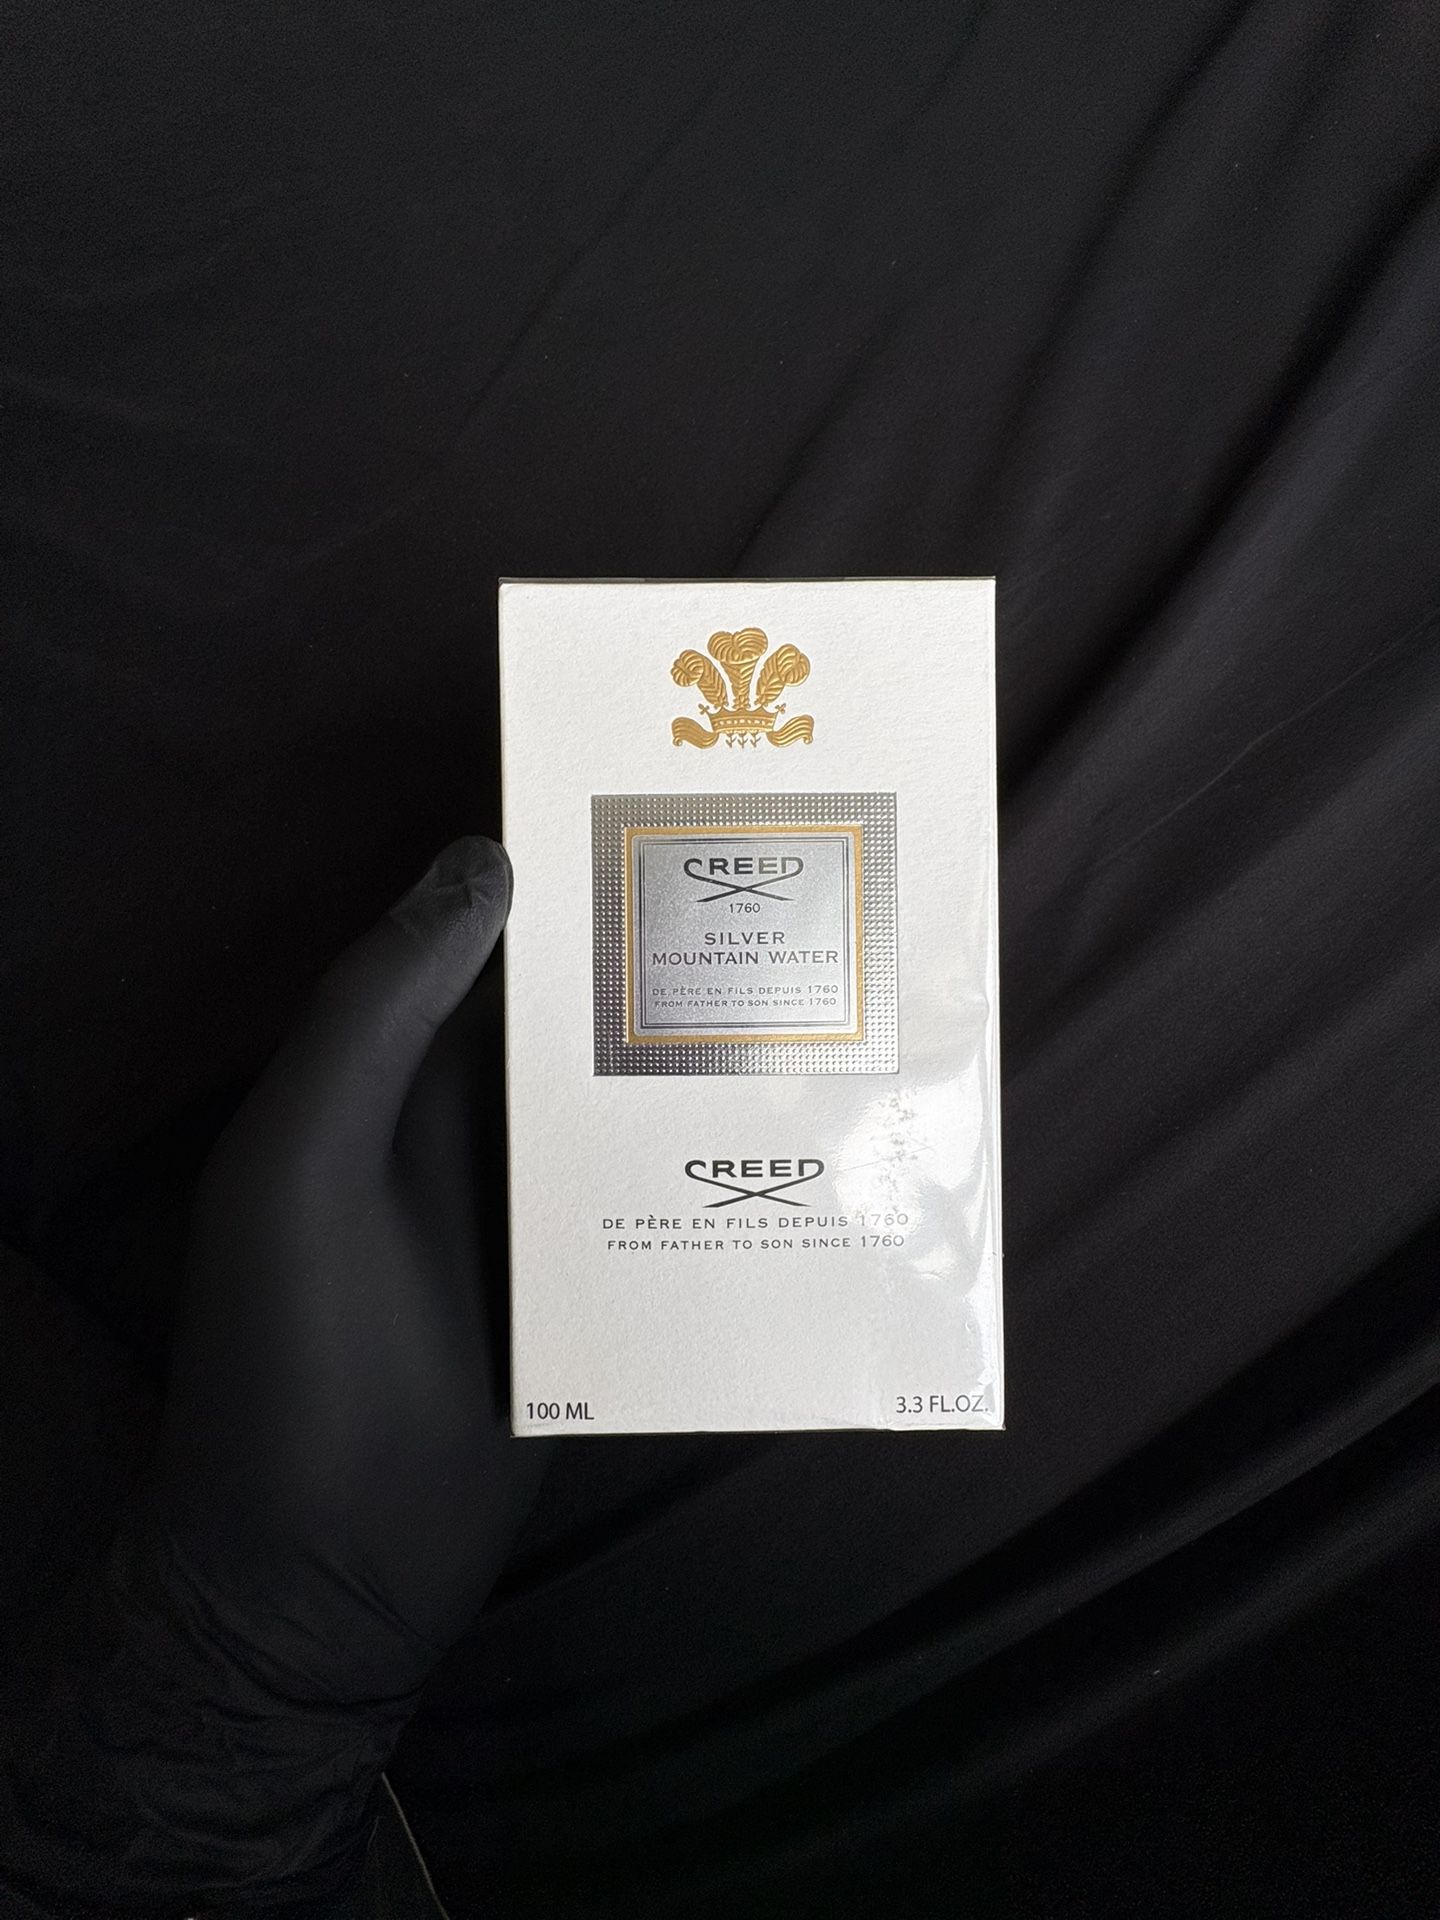 CREED
1760
SILVER
MOUNTAIN WATER
DE PÈRE EN FILS DEPUIS 1760
FROM FATHER TO SON SINCE 1760
CREED
DE PÈRE EN FILS DEPUIS 1760
FROM FATHER TO SON SINCE 1760
100 ML
3.3 FL.OZ.